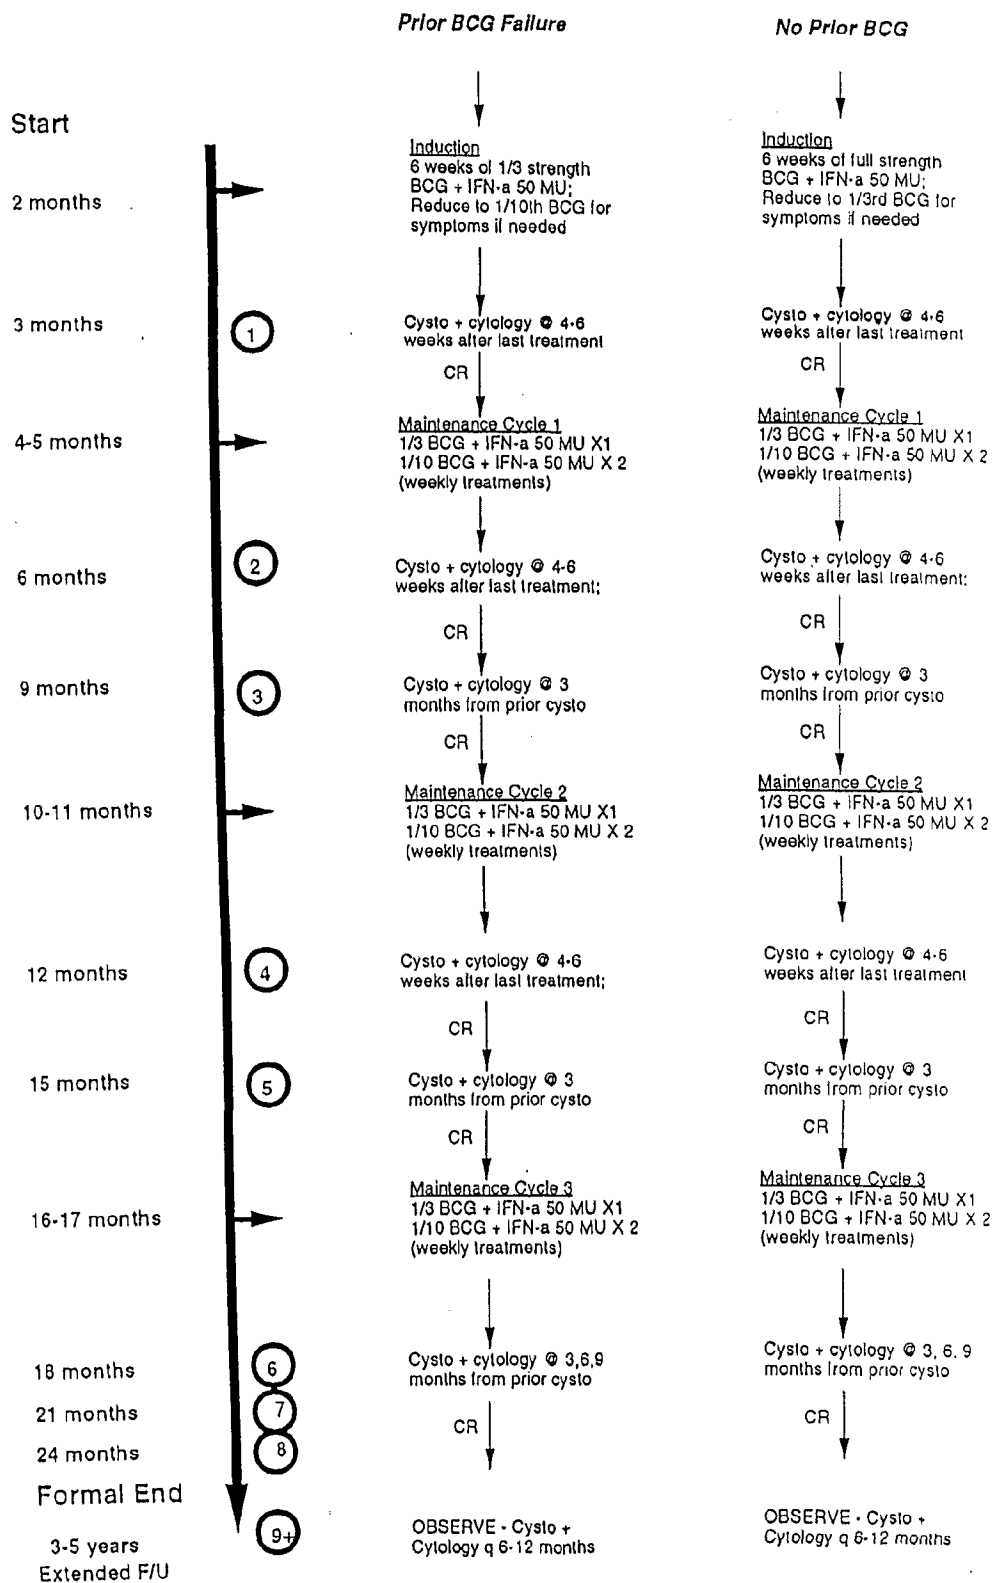 Prior BCG Failure
No Prior BCG
Start
2 months
3 months
4-5 months
6 months
9 months
10-11 months
12 months
15 months
16-17 months
18 months
21 months
24 months
Formal End
3-5 years
Extended F/U
1
2
3
4
5
6
7
8
9+
Induction
6 weeks of 1/3 strength
BCG + IFN-a 50 MU;
Reduce to 1/10th BCG for
symptoms if needed
Cysto + cytology @ 4-6
weeks after last treatment
CR
Maintenance Cycle 1
1/3 BCG + IFN-a 50 MU X1
1/10 BCG + IFN-a 50 MU X 2
(weekly treatments)
Cysto + cytology @ 4-6
weeks after last treatment;
CR
Cysto + cytology @ 3
months from prior cysto
CR
Maintenance Cycle 2
1/3 BCG + IFN-a 50 MU X1
1/10 BCG + IFN-a 50 MU X 2
(weekly treatments)
Cysto + cytology @ 4-6
weeks after last treatment;
CR
Cysto + cytology @ 3
months from prior cysto
CR
Maintenance Cycle 3
1/3 BCG + IFN-a 50 MU X1
1/10 BCG + IFN-a 50 MU X 2
(weekly treatments)
Cysto + cytology @ 3,6,9
months from prior cysto
CR
OBSERVE - Cysto +
Cytology q 6-12 months
Induction
6 weeks of full strength
BCG + IFN-a 50 MU;
Reduce to 1/3rd BCG for
symptoms if needed
Cysto + cytology @ 4-6
weeks after last treatment
CR
Maintenance Cycle 1
1/3 BCG + IFN-a 50 MU X1
1/10 BCG + IFN-a 50 MU X 2
(weekly treatments)
Cysto + cytology @ 4-6
weeks after last treatment;
CR
Cysto + cytology @ 3
months from prior cysto
CR
Maintenance Cycle 2
1/3 BCG + IFN-a 50 MU X1
1/10 BCG + IFN-a 50 MU X 2
(weekly treatments)
Cysto + cytology @ 4-6
weeks after last treatment
CR
Cysto + cytology @ 3
months from prior cysto
CR
Maintenance Cycle 3
1/3 BCG + IFN-a 50 MU X1
1/10 BCG + IFN-a 50 MU X 2
(weekly treatments)
Cysto + cytology @ 3, 6. 9
months from prior cysto
CR
OBSERVE - Cysto +
Cytology q 6-12 months